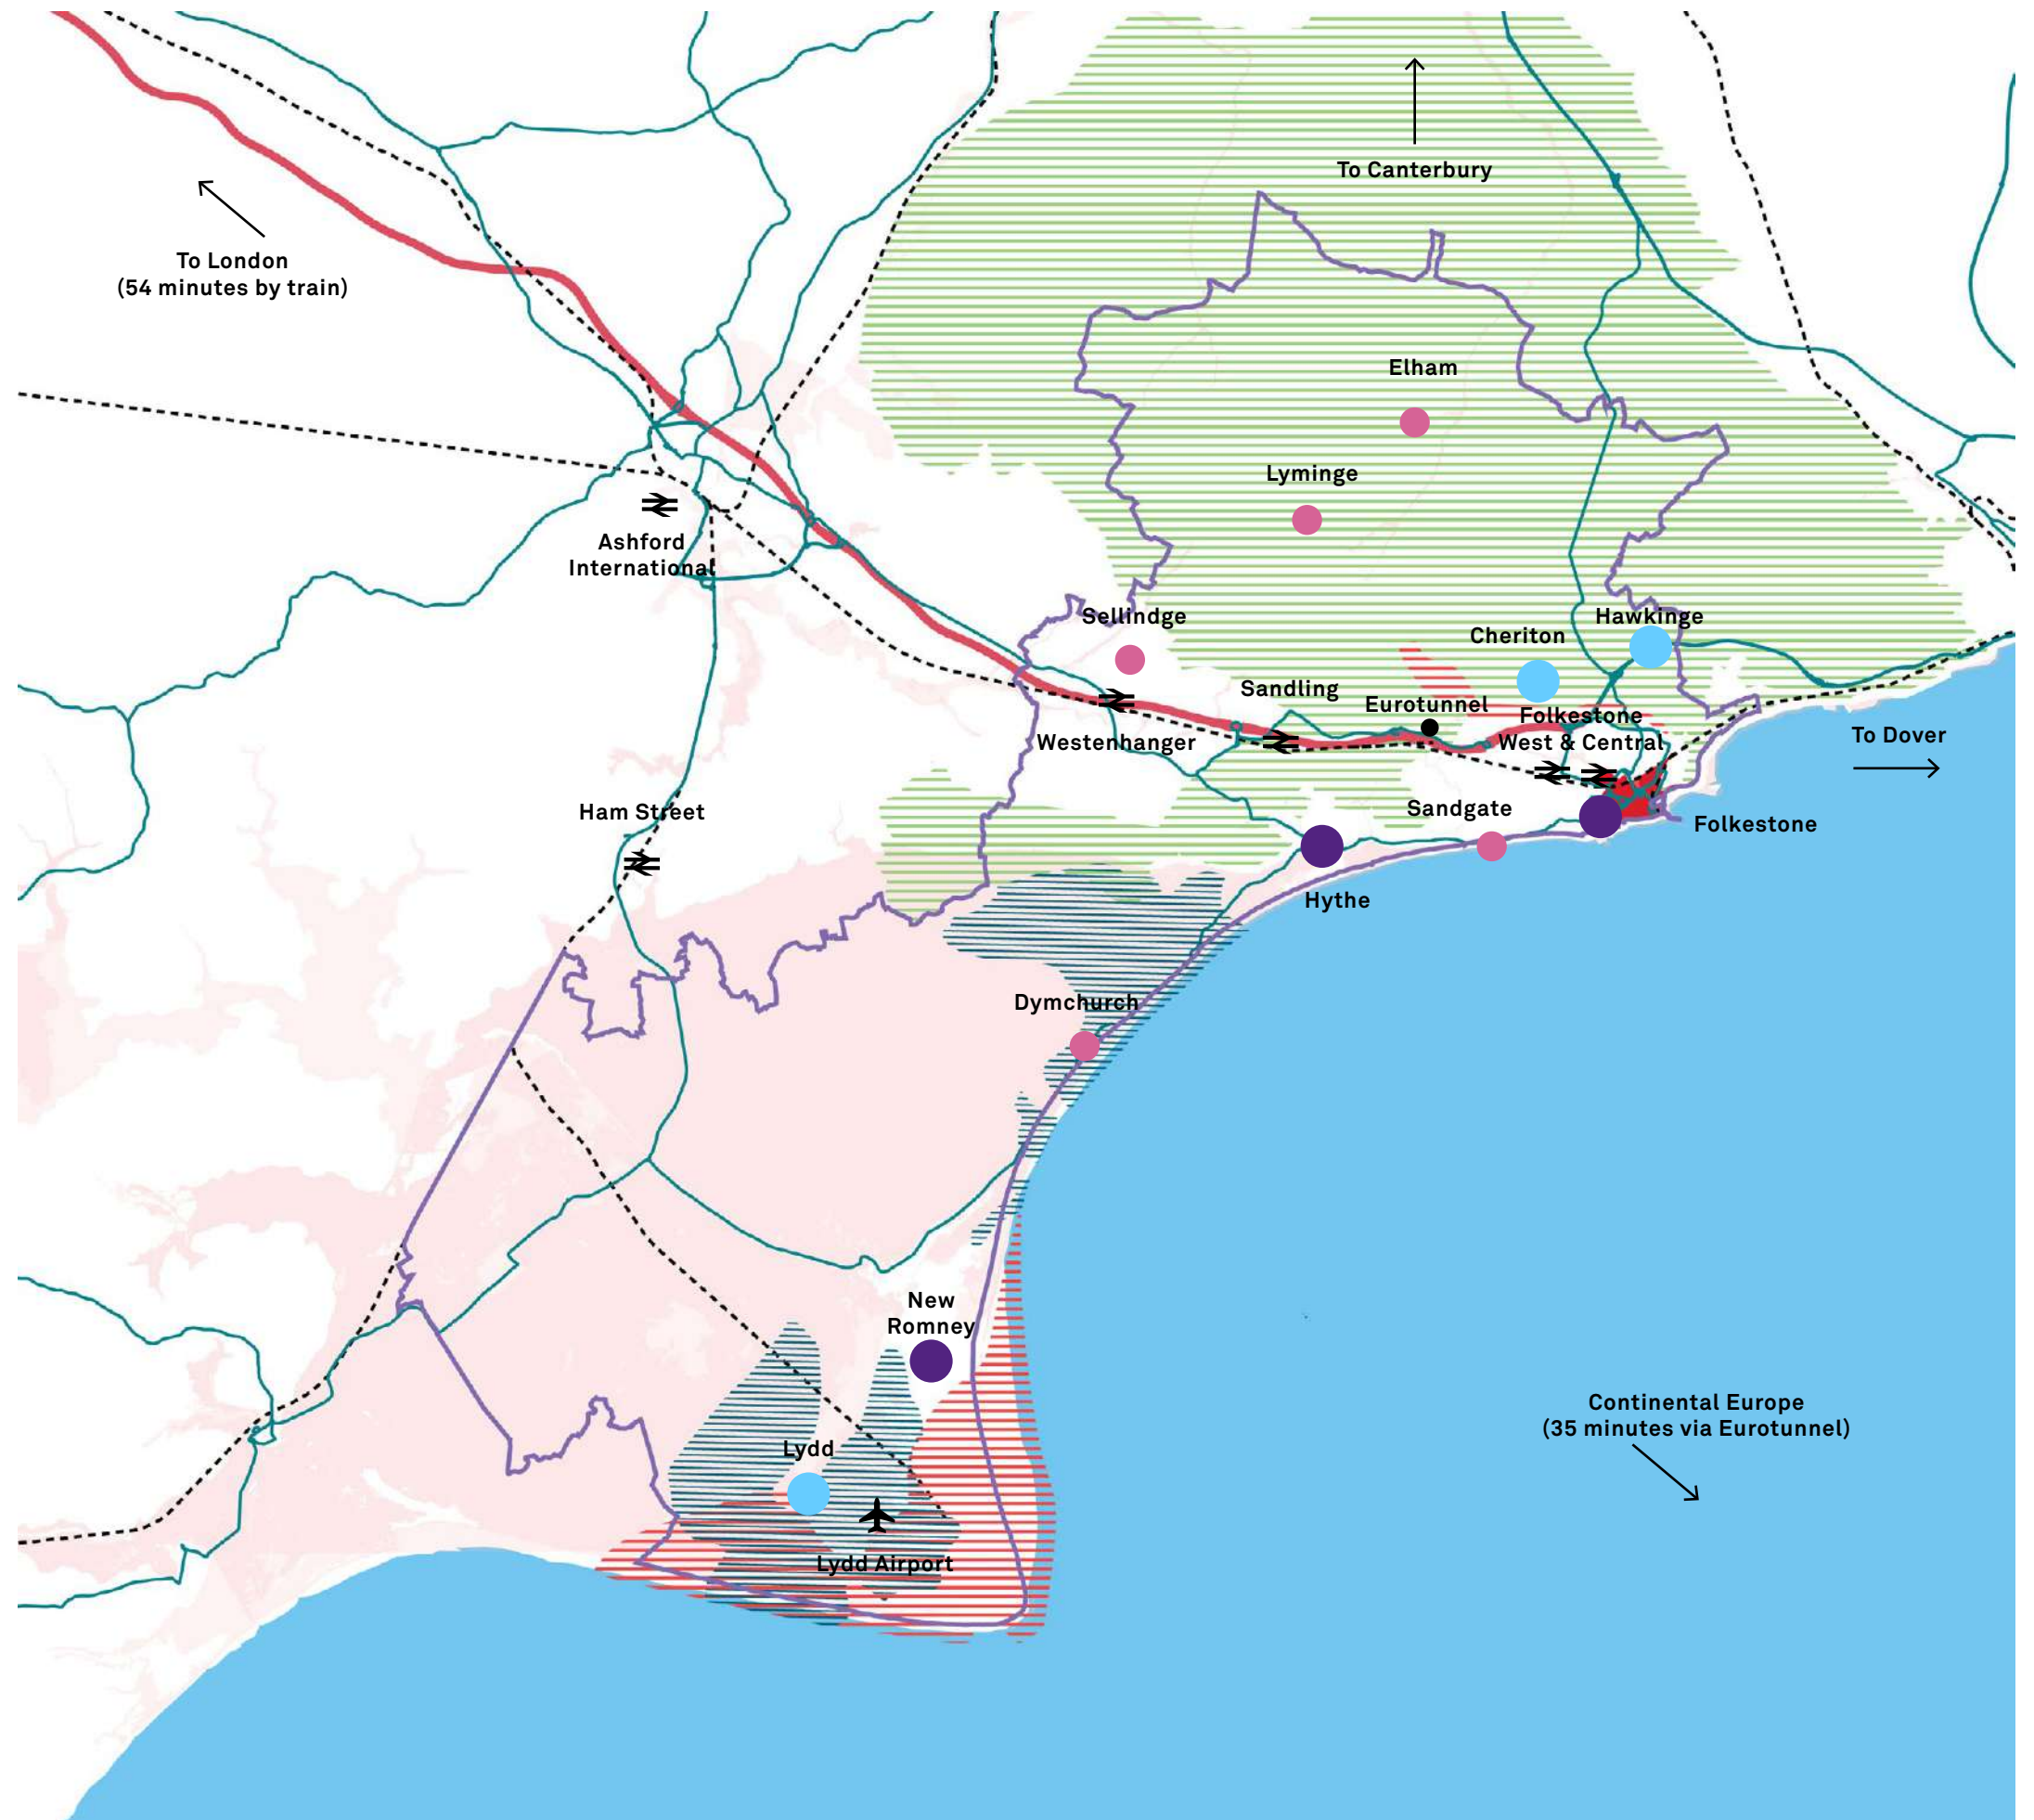 To Canterbury
To London
(54 minutes by train)
Elham
Lyminge
Ashford
International
Sellindge
Hawkinge
Cheriton
Sandling
Eurotunnel
Folkestone
West & Central
Westenhanger
To Dover
Ham Street
Sandgate
Folkestone
Hythe
Dymchurch
New
Romney
Continental Europe
(35 minutes via Eurotunnel)
Lydd
Lydd Airport